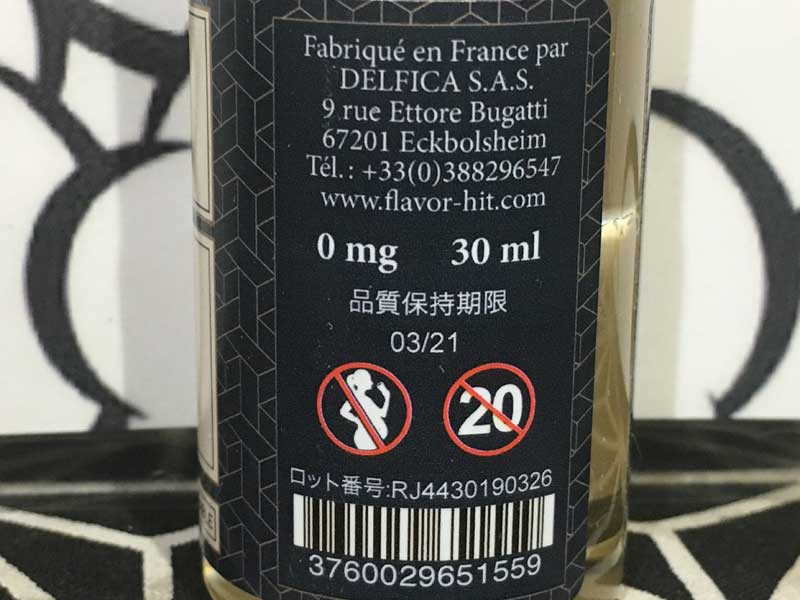 Fabriqué en France par
DELFICA S.A.S.
9 rue Ettore Bugatti
67201 Eckbolsheim
Tél.: +33(0)388296547
www.flavor-hit.com
0 mg 30 ml
品質保持期限
03/21
20
ロット番号:RJ4430190326
3760029651559